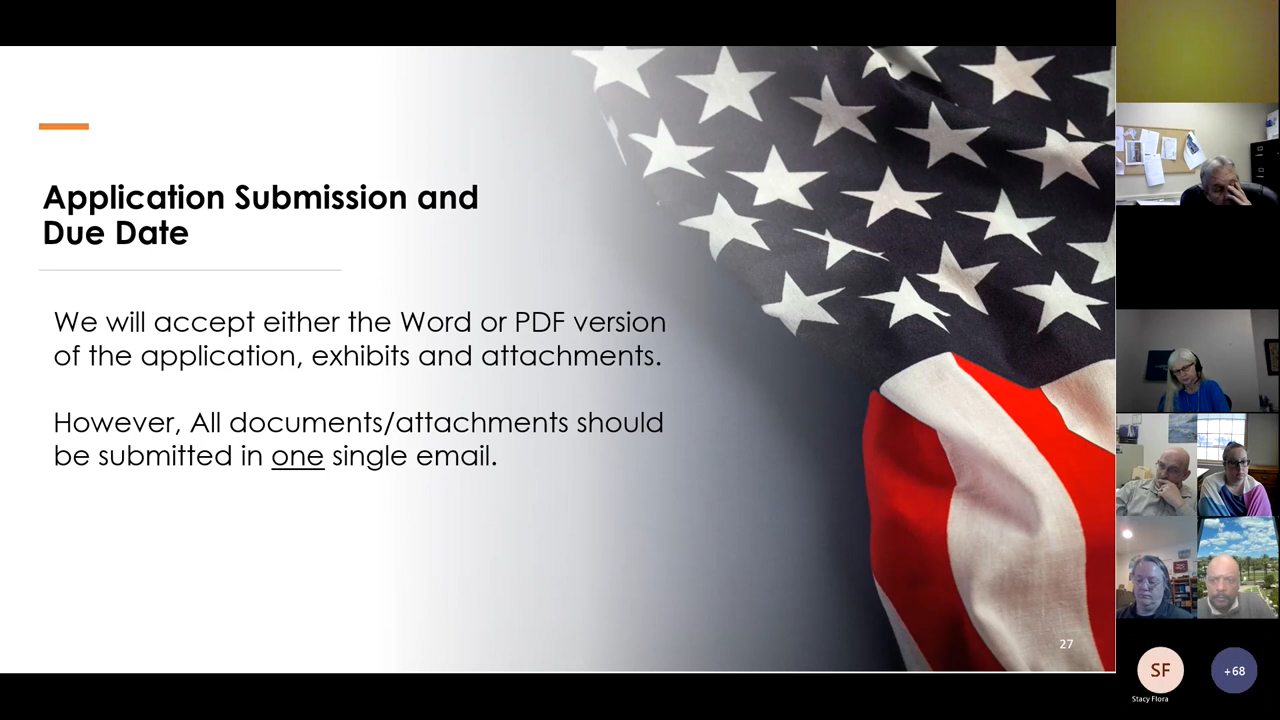 Application Submission and
Due Date
We will accept either the Word or PDF version
of the application, exhibits and attachments.
However, All documents/attachments should
be submitted in one single email.
27
SF
+68
Stacy Flora